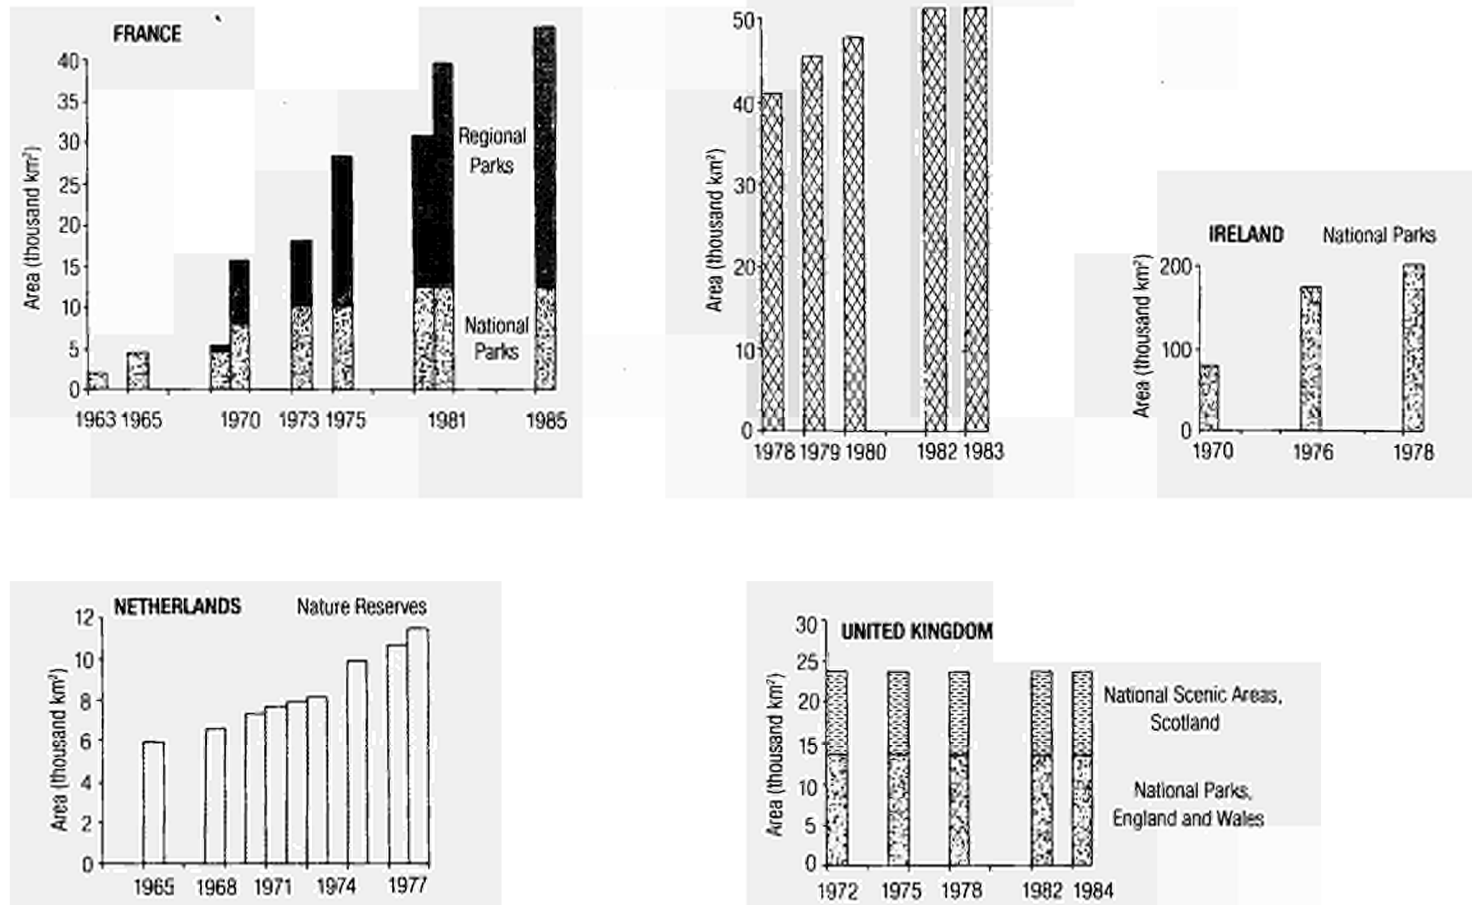 FRANCE
Area (thousand km²)
40
35
30
25
20
15
10
5
0
Regional
Parks
National
Parks
1963 1965 1970 1973 1975 1981 1985
Area (thousand km²)
50
40
30
20
10
0
1978 1979 1980 1982 1983
IRELAND National Parks
Area (thousand km²)
200
100
0
1970 1976 1978
NETHERLANDS Nature Reserves
Area (thousand km²)
12
10
8
6
4
2
0
1965 1968 1971 1974 1977
UNITED KINGDOM
Area (thousand km²)
30
25
20
15
10
5
0
National Scenic Areas,
Scotland
National Parks,
England and Wales
1972 1975 1978 1982 1984